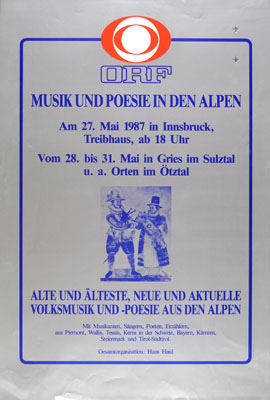 ORF
MUSIK UND POESIE IN DEN ALPEN
Am 27. Mai 1987 in Innsbruck,
Treibhaus, ab 18 Uhr
Vom 28. bis 31. Mai in Gries im Sulztal
u. a. Orten im Ötztal
ALTE UND ÄLTESTE, NEUE UND AKTUELLE
VOLKSMUSIK UND -POESIE AUS DEN ALPEN
Mit Musikanten, Sängern, Poeten, Erzählern,
aus Piemont, Wallis, Tessin, Kerns in der Schweiz, Bayern, Kärnten,
Steiermark und Tirol-Südtirol.
Gesamtorganisation: Hans Haid